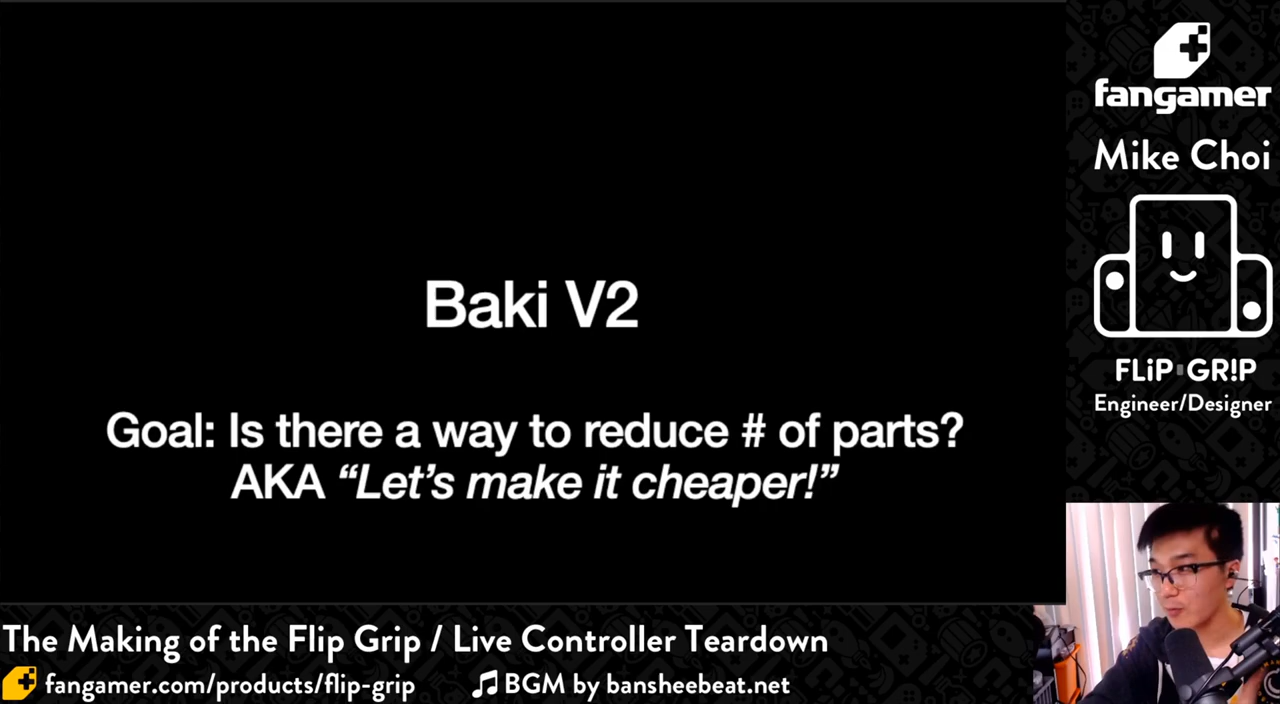 Baki V2
Goal: Is there a way to reduce # of parts?
AKA “Let’s make it cheaper!”
fangamer
Mike Choi
FLiP GR!P
Engineer/Designer
The Making of the Flip Grip / Live Controller Teardown
fangamer.com/products/flip-grip
BGM by bansheebeat.net